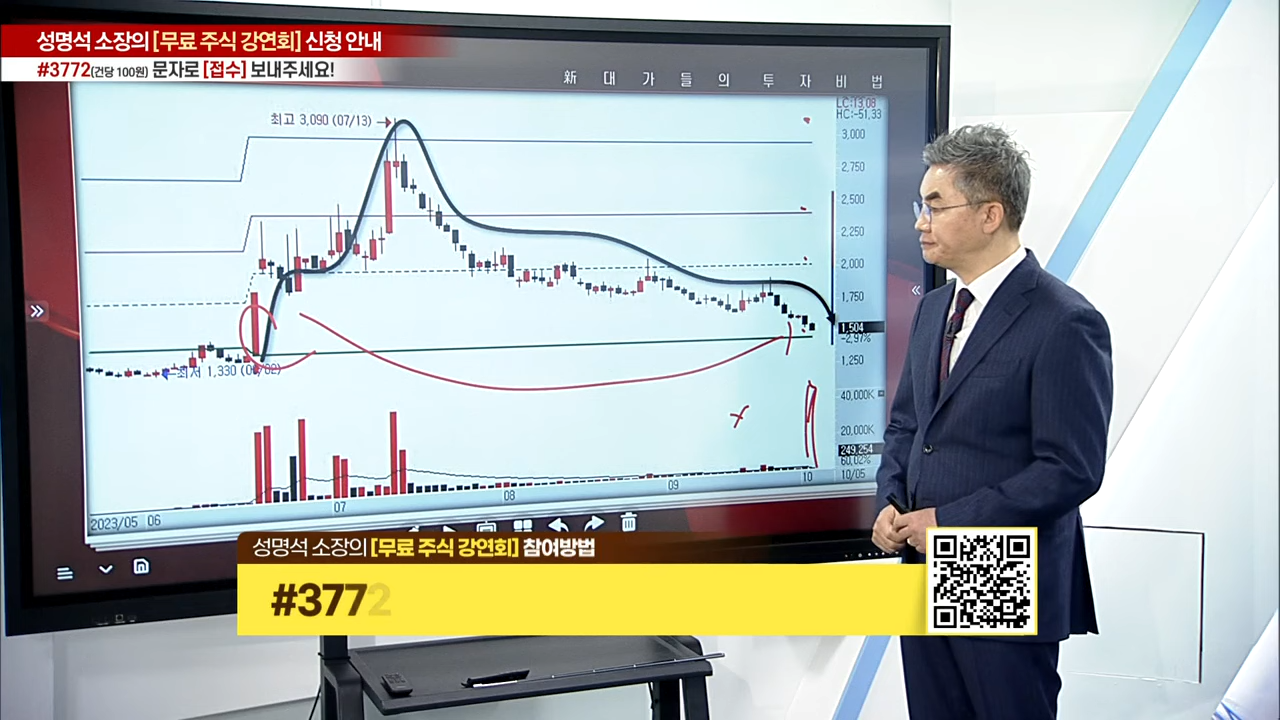 성명석 소장의 [무료 주식 강연회] 신청 안내
#3772(건당 100원) 문자로 [접수] 보내주세요!
新 대 가 들 의 투 자 비 법
LC:13.08
HC:-51.33
최고 3,090 (07/13)
3,000
2,750
2,500
2,250
2,000
1,750
1,504
-2.97%
1,250
최저 1,330
40,000K
20,000K
249,254
60.02%
10/05
2023/05 06 07 08 09 10
성명석 소장의 [무료 주식 강연회] 참여방법
#3772